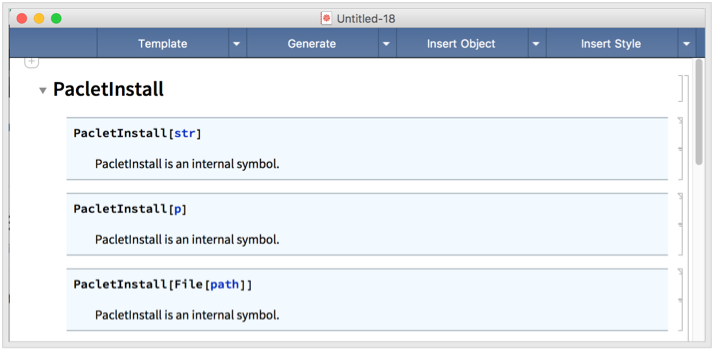 Untitled-18
Template Generate Insert Object Insert Style
PacletInstall
PacletInstall[str]
PacletInstall is an internal symbol.
PacletInstall[p]
PacletInstall is an internal symbol.
PacletInstall[File[path]]
PacletInstall is an internal symbol.